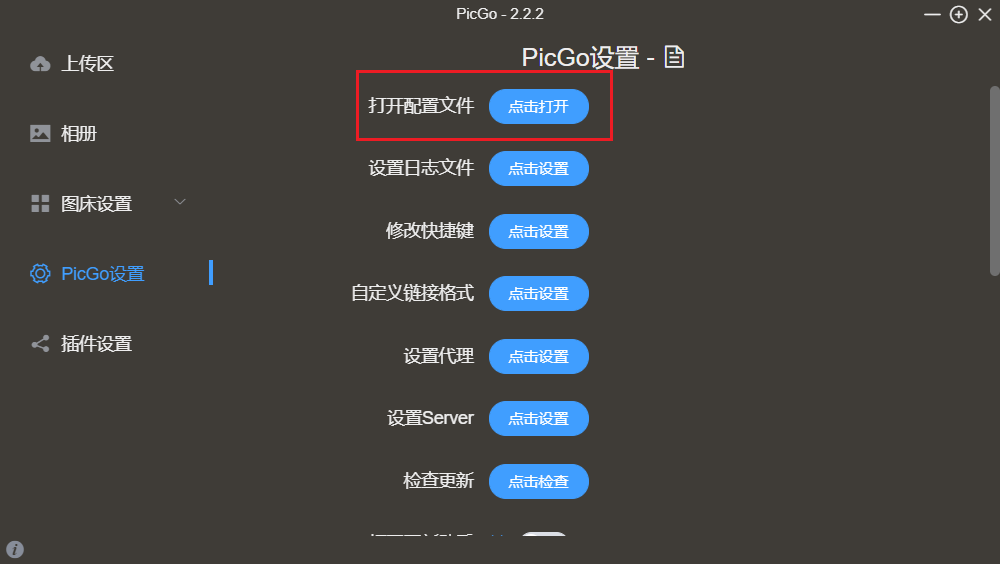 PicGo - 2.2.2
上传区
相册
图床设置
PicGo设置
插件设置
PicGo设置 -
打开配置文件 点击打开
设置日志文件 点击设置
修改快捷键 点击设置
自定义链接格式 点击设置
设置代理 点击设置
设置Server 点击设置
检查更新 点击检查